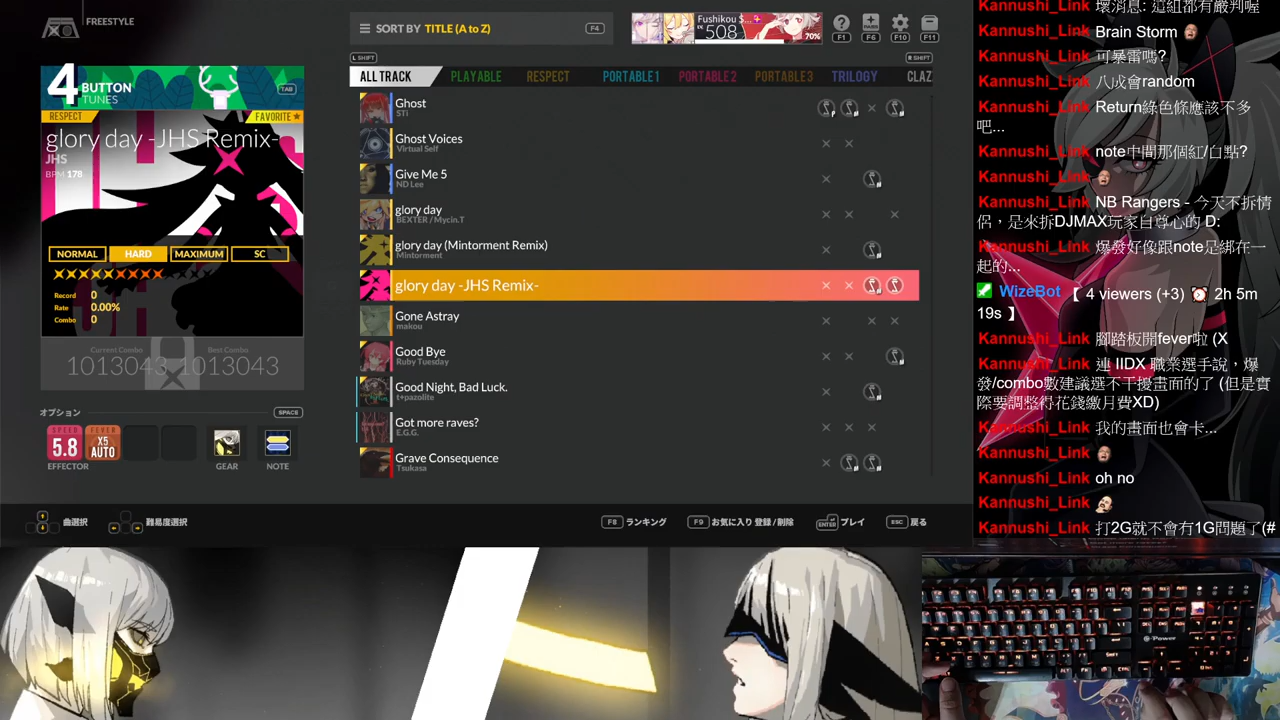 FREESTYLE
SORT BY TITLE (A to Z)
F4
Fushikou S...
LV. 508
70%
F1
F6
F10
F11
L SHIFT
R SHIFT
ALL TRACK
PLAYABLE
RESPECT
PORTABLE1
PORTABLE2
PORTABLE3
TRILOGY
CLAZ
4 BUTTON
TUNES
TAB
RESPECT
FAVORITE
glory day -JHS Remix-
JHS
BPM 178
NORMAL
HARD
MAXIMUM
SC
Record 0
Rate 0.00%
Combo 0
Current Combo
Best Combo
1013043
1013043
オプション
SPACE
SPEED
5.8
FEVER
X5
AUTO
EFFECTOR
GEAR
NOTE
Ghost
STi
Ghost Voices
Virtual Self
Give Me 5
ND Lee
glory day
BEXTER / Mycin.T
glory day (Mintorment Remix)
Mintorment
glory day -JHS Remix-
Gone Astray
makou
Good Bye
Ruby Tuesday
Good Night, Bad Luck.
t+pazolite
Got more raves?
E.G.G.
Grave Consequence
Tsukasa
曲選択
難易度選択
F8 ランキング
F9 お気に入り 登録 / 削除
ENTER プレイ
ESC 戻る
Kannushi_Link 壞消息: 這組都有嚴判喔
Kannushi_Link Brain Storm
Kannushi_Link 可暴雷嗎?
Kannushi_Link 八成會random
Kannushi_Link Return綠色條應該不多
吧...
Kannushi_Link note中間那個紅/白點?
Kannushi_Link
Kannushi_Link NB Rangers - 今天不拆情
侶，是來拆DJMAX玩家自尊心的 D:
Kannushi_Link 爆發好像跟note是綁在一
起的...
WizeBot 【 4 viewers (+3) 2h 5m
19s 】
Kannushi_Link 腳踏板開fever啦 (X
Kannushi_Link 連 IIDX 職業選手說，爆
發/combo數建議選不干擾畫面的了 (但是實
際要調整得花錢繳月費XD)
Kannushi_Link 我的畫面也會卡...
Kannushi_Link
Kannushi_Link oh no
Kannushi_Link
Kannushi_Link 打2G就不會有1G問題了(#
iPower